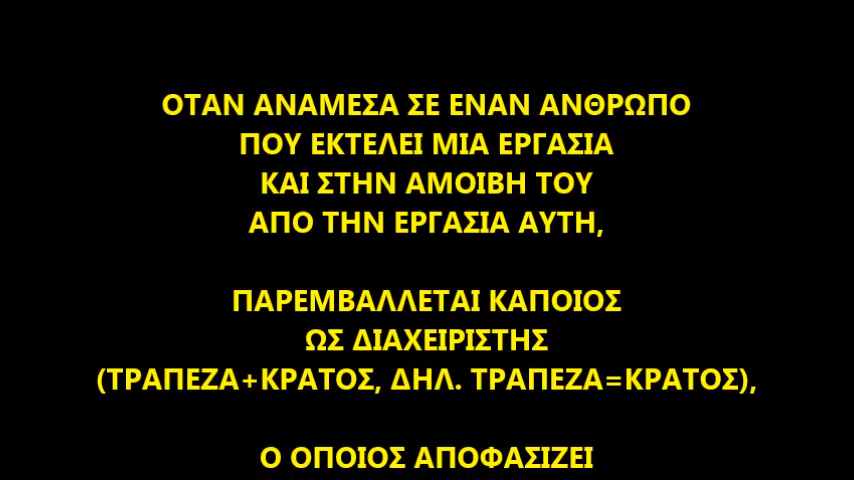 ΟΤΑΝ ΑΝΑΜΕΣΑ ΣΕ ΕΝΑΝ ΑΝΘΡΩΠΟ
ΠΟΥ ΕΚΤΕΛΕΙ ΜΙΑ ΕΡΓΑΣΙΑ
ΚΑΙ ΣΤΗΝ ΑΜΟΙΒΗ ΤΟΥ
ΑΠΟ ΤΗΝ ΕΡΓΑΣΙΑ ΑΥΤΗ,
ΠΑΡΕΜΒΑΛΛΕΤΑΙ ΚΑΠΟΙΟΣ
ΩΣ ΔΙΑΧΕΙΡΙΣΤΗΣ
(ΤΡΑΠΕΖΑ+ΚΡΑΤΟΣ, ΔΗΛ. ΤΡΑΠΕΖΑ=ΚΡΑΤΟΣ),
Ο ΟΠΟΙΟΣ ΑΠΟΦΑΣΙΖΕΙ